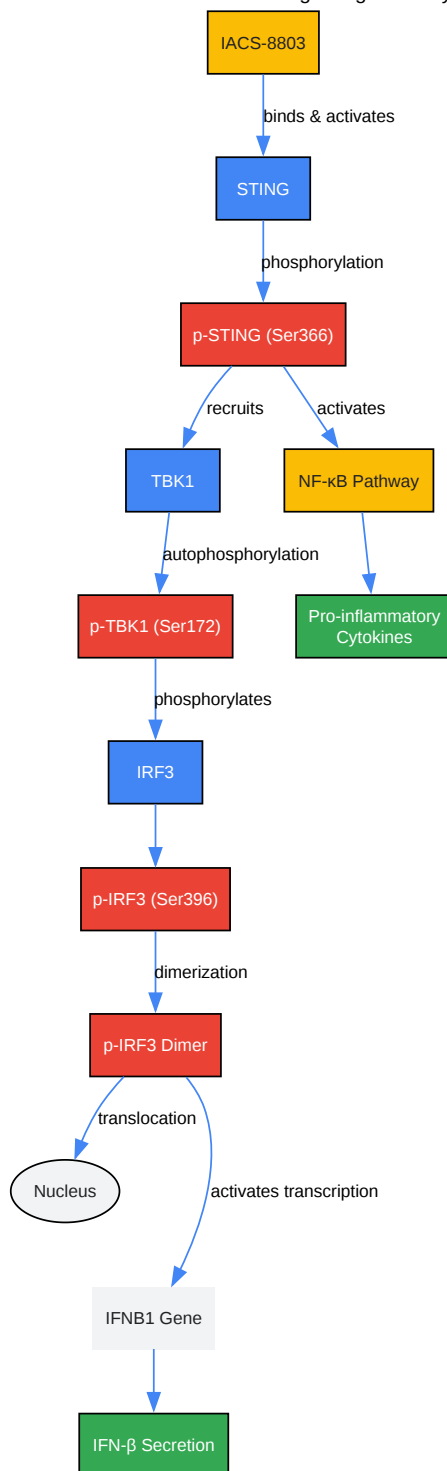 IACS-8803
binds & activates
STING
phosphorylation
p-STING (Ser366)
recruits
activates
TBK1
NF-κB Pathway
autophosphorylation
p-TBK1 (Ser172)
Pro-inflammatory
Cytokines
phosphorylates
IRF3
p-IRF3 (Ser396)
dimerization
p-IRF3 Dimer
translocation
Nucleus
activates transcription
IFNB1 Gene
IFN-β Secretion